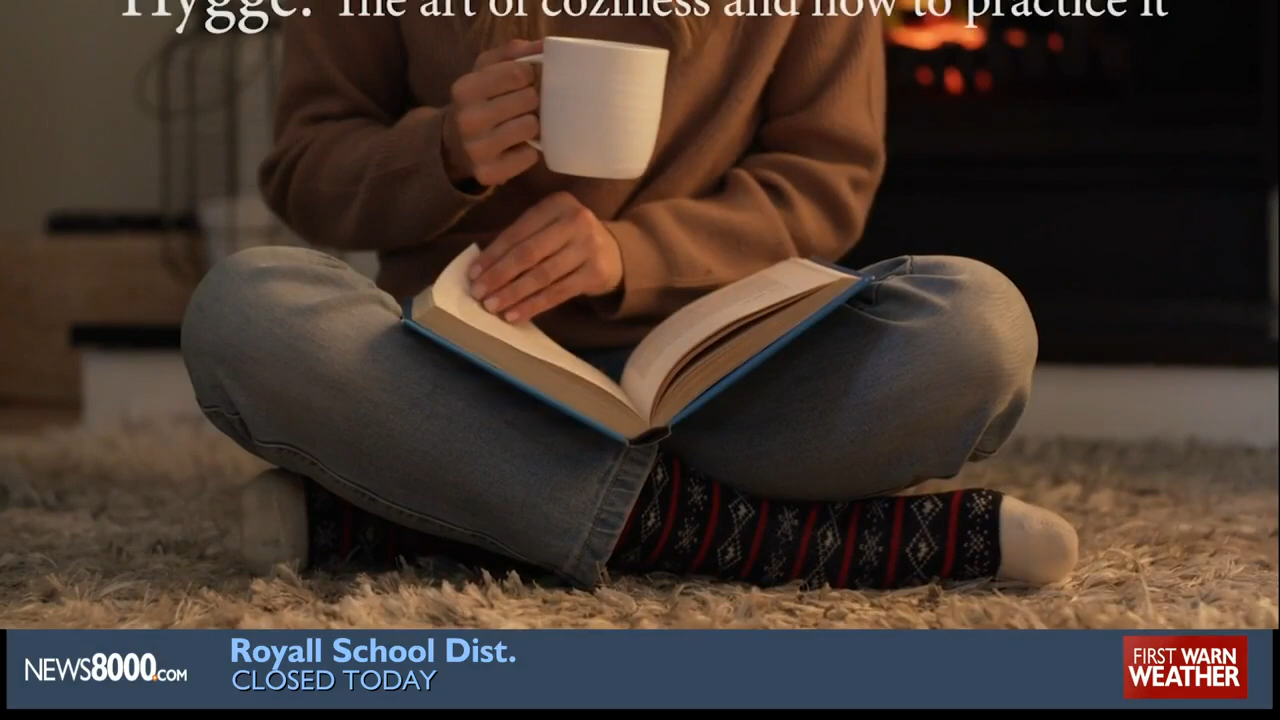 Hygge: The art of coziness and how to practice it
NEWS8000.COM
Royall School Dist.
CLOSED TODAY
FIRST WARN
WEATHER